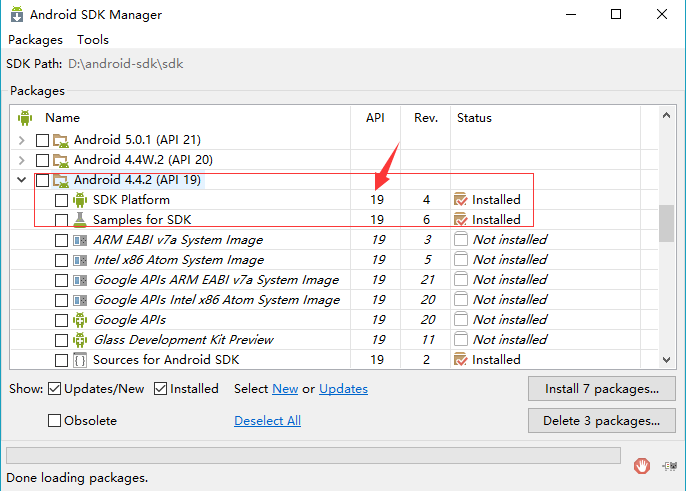 Android SDK Manager
Packages Tools
SDK Path: D:\android-sdk\sdk
Packages
Name API Rev. Status
Android 5.0.1 (API 21)
Android 4.4W.2 (API 20)
Android 4.4.2 (API 19)
SDK Platform 19 4 Installed
Samples for SDK 19 6 Installed
ARM EABI v7a System Image 19 3 Not installed
Intel x86 Atom System Image 19 5 Not installed
Google APIs ARM EABI v7a System Image 19 21 Not installed
Google APIs Intel x86 Atom System Image 19 20 Not installed
Google APIs 19 20 Not installed
Glass Development Kit Preview 19 11 Not installed
Sources for Android SDK 19 2 Installed
Show: Updates/New Installed Select New or Updates Install 7 packages...
Obsolete Deselect All Delete 3 packages...
Done loading packages.